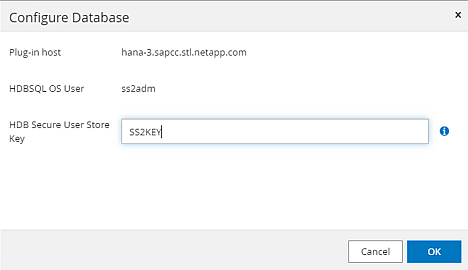 Configure Database
x
Plug-in host hana-3.sapcc.stl.netapp.com
HDBSQL OS User ss2adm
HDB Secure User Store
Key
SS2KEY
i
Cancel OK